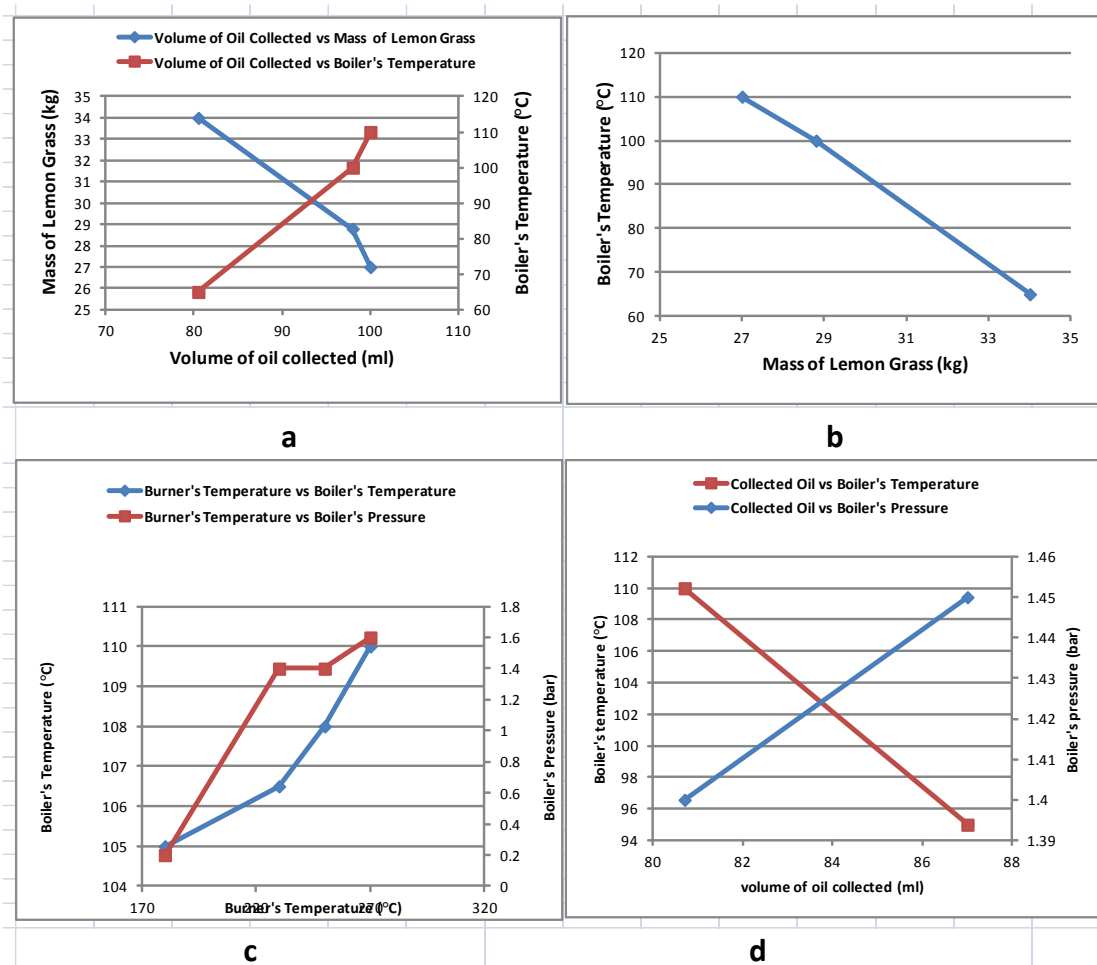 Volume of Oil Collected vs Mass of Lemon Grass
Volume of Oil Collected vs Boiler's Temperature
Mass of Lemon Grass (kg)
35
34
33
32
31
30
29
28
27
26
25
120
110
100
90
80
70
60
Boiler's Temperature (°C)
70 80 90 100 110
Volume of oil collected (ml)
a
Boiler's Temperature (°C)
120
110
100
90
80
70
60
25 27 29 31 33 35
Mass of Lemon Grass (kg)
b
Burner's Temperature vs Boiler's Temperature
Burner's Temperature vs Boiler's Pressure
Boiler's Temperature (°C)
111
110
109
108
107
106
105
104
1.8
1.6
1.4
1.2
1
0.8
0.6
0.4
0.2
0
Boiler's Pressure (bar)
170 220 270 320
Burner's Temperature (°C)
c
Collected Oil vs Boiler's Temperature
Collected Oil vs Boiler's Pressure
Boiler's temperature (°C)
112
110
108
106
104
102
100
98
96
94
1.46
1.45
1.44
1.43
1.42
1.41
1.4
1.39
Boiler's pressure (bar)
80 82 84 86 88
volume of oil collected (ml)
d